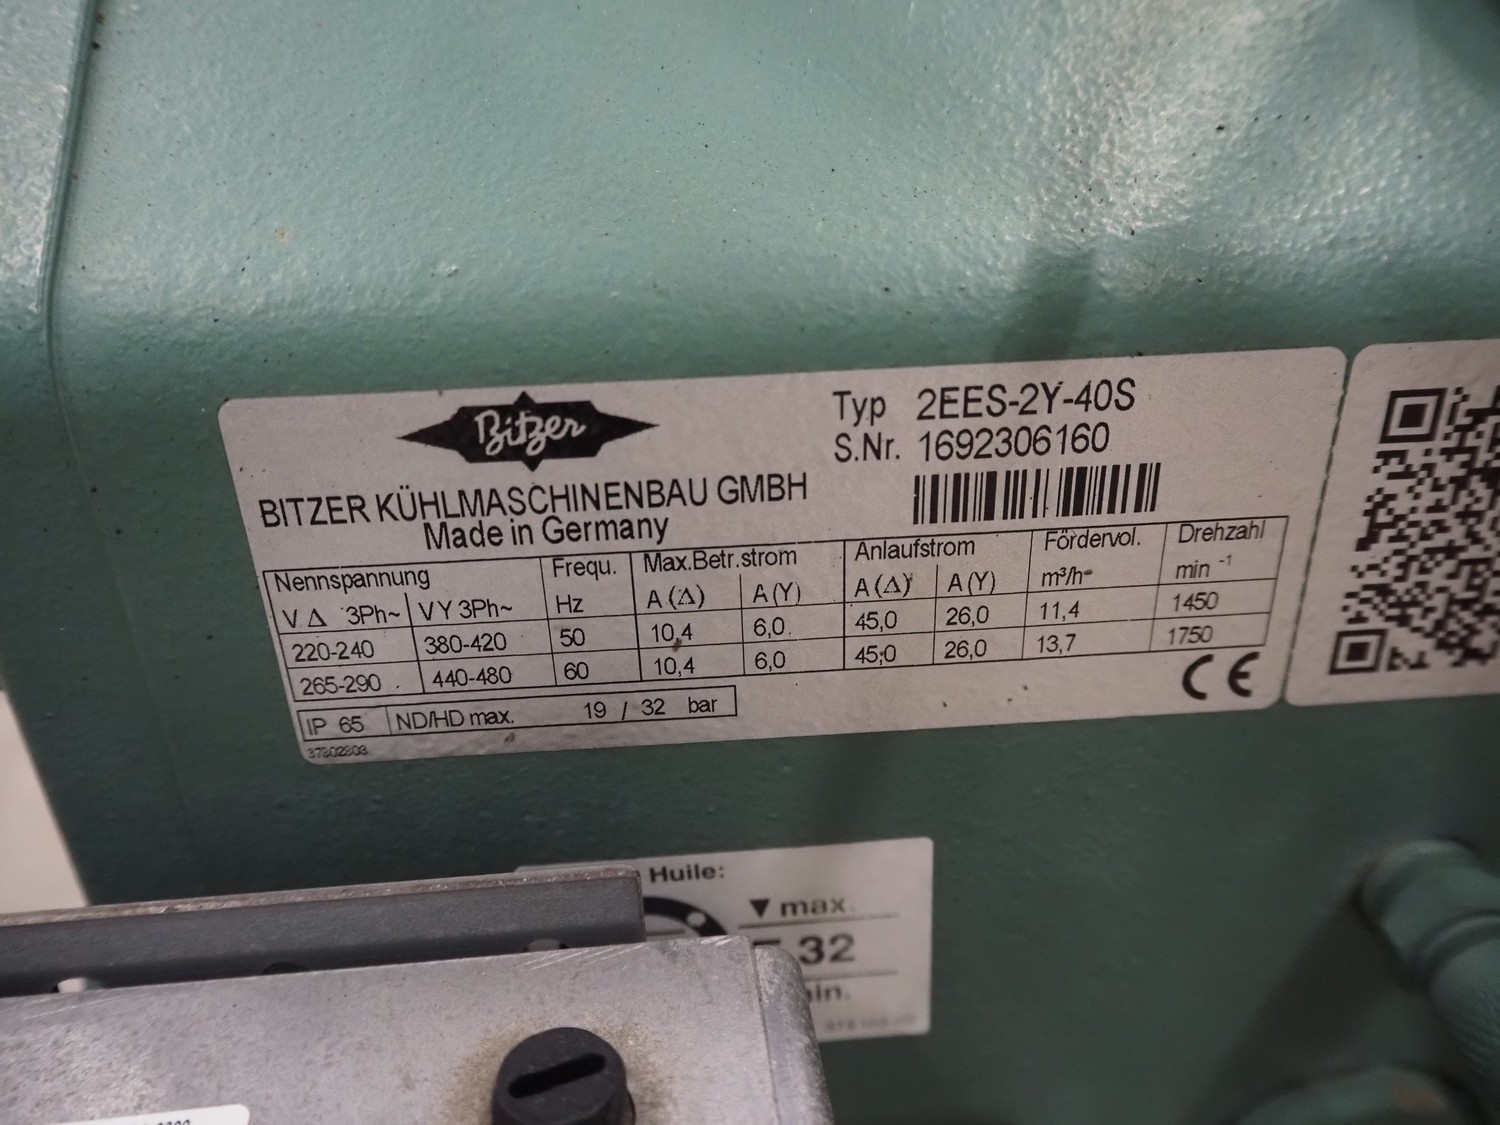 Bitzer
Typ 2EES-2Y-40S
S.Nr. 1692306160
BITZER KÜHLMASCHINENBAU GMBH
Made in Germany
Nennspannung Frequ. Max.Betr.strom Anlaufstrom Fördervol. Drehzahl
V Δ 3Ph~ V Y 3Ph~ Hz A (Δ) A (Y) A (Δ) A (Y) m³/h min -1
220-240 380-420 50 10,4 6,0 45,0 26,0 11,4 1450
265-290 440-480 60 10,4 6,0 45,0 26,0 13,7 1750
IP 65 ND/HD max. 19 / 32 bar
CE
Huile:
▼ max.
32